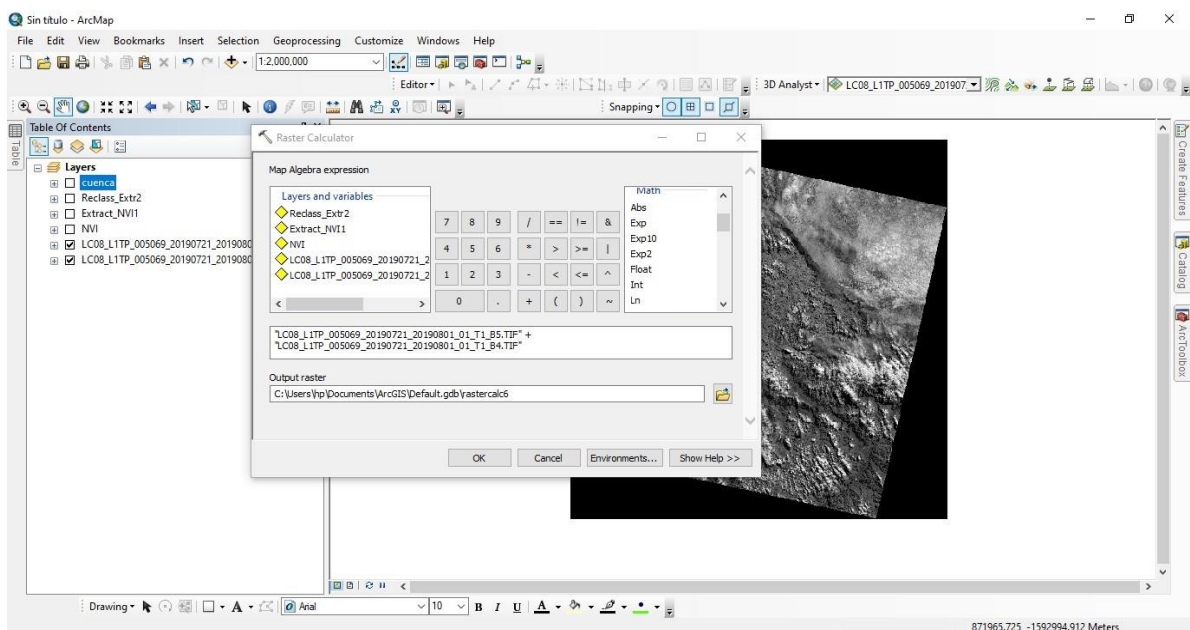 Sin título - ArcMap
File Edit View Bookmarks Insert Selection Geoprocessing Customize Windows Help
1:2,000,000
Editor
3D Analyst
LC08_L1TP_005069_201907
Snapping
Table Of Contents
Table
Layers
cuenca
Reclass_Extr2
Extract_NVI1
NVI
LC08_L1TP_005069_20190721_2019080
LC08_L1TP_005069_20190721_2019080
Raster Calculator
Map Algebra expression
Layers and variables
Reclass_Extr2
Extract_NVI1
NVI
LC08_L1TP_005069_20190721_2
LC08_L1TP_005069_20190721_2
7 8 9 / == != &
4 5 6 * > >= |
1 2 3 - < <= ^
0 . + ( ) ~
Math
Abs
Exp
Exp10
Exp2
Float
Int
Ln
"LC08_L1TP_005069_20190721_20190801_01_T1_B5.TIF" +
"LC08_L1TP_005069_20190721_20190801_01_T1_B4.TIF"
Output raster
C:\Users\hp\Documents\ArcGIS\Default.gdb\rastercalc6
OK Cancel Environments... Show Help >>
Create Features
Catalog
ArcToolbox
Drawing
A
Arial
10
B I U A
871965.725 -1592994.912 Meters